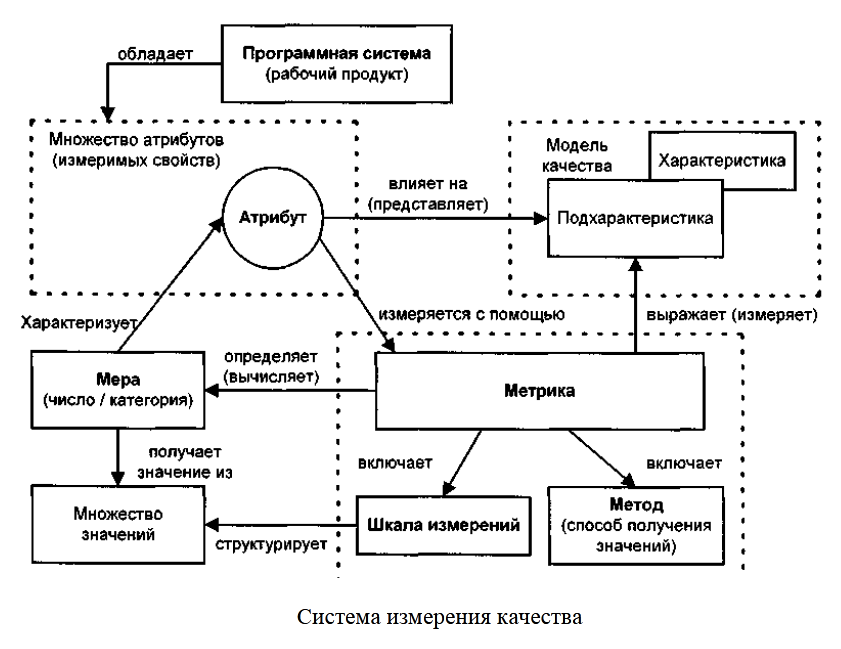 обладает
Программная система
(рабочий продукт)
Множество атрибутов
(измеримых свойств)
Атрибут
влияет на
(представляет)
Модель
качества
Характеристика
Подхарактеристика
Характеризует
измеряется с помощью
выражает (измеряет)
Мера
(число / категория)
определяет
(вычисляет)
Метрика
получает
значение из
включает
включает
Множество
значений
структурирует
Шкала измерений
Метод
(способ получения
значений)
Система измерения качества